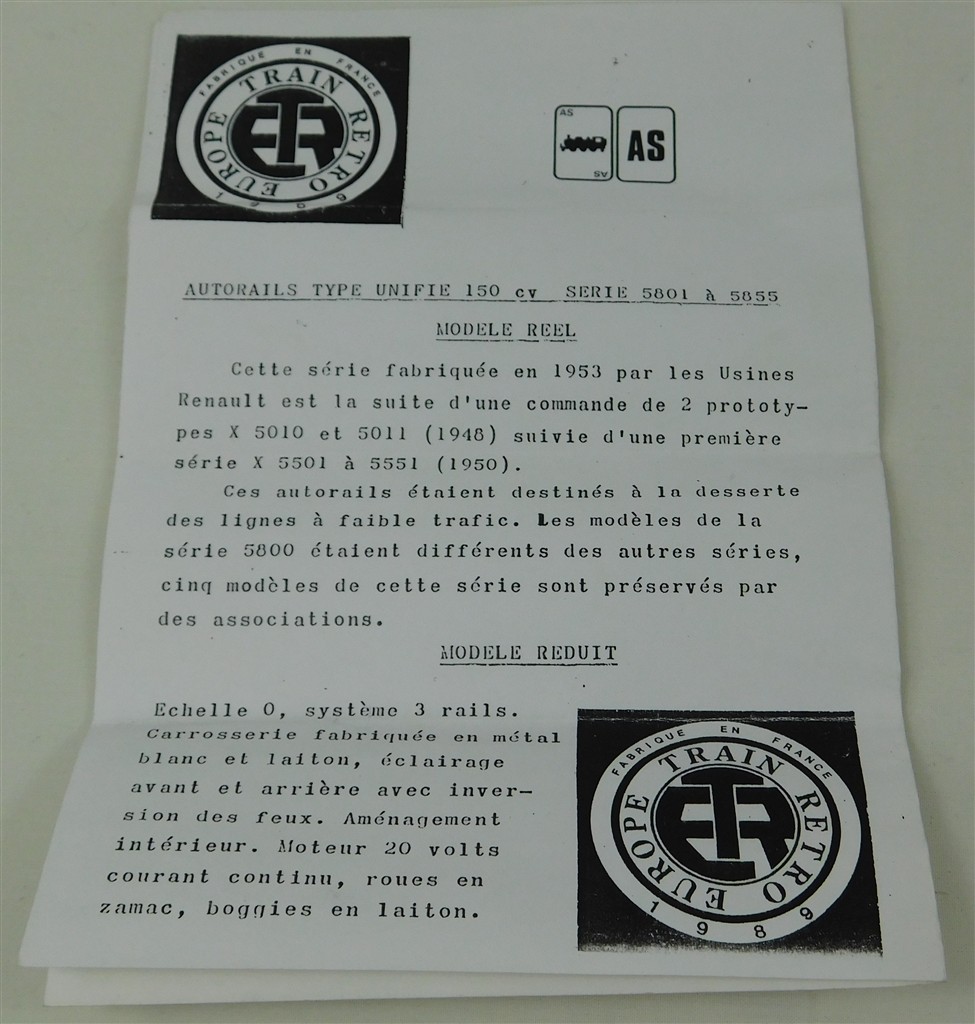 FABRIQUE EN FRANCE
TRAIN RETRO EUROPE
ETR
1989
AS
AS
AS
AUTORAILS TYPE UNIFIE 150 cv SERIE 5801 à 5855
MODELE REEL
Cette série fabriquée en 1953 par les Usines
Renault est la suite d'une commande de 2 prototy-
pes X 5010 et 5011 (1948) suivie d'une première
série X 5501 à 5551 (1950).
Ces autorails étaient destinés à la desserte
des lignes à faible trafic. Les modèles de la
série 5800 étaient différents des autres séries,
cinq modèles de cette série sont préservés par
des associations.
MODELE REDUIT
Echelle O, système 3 rails.
Carrosserie fabriquée en métal
blanc et laiton, éclairage
avant et arrière avec inver-
sion des feux. Aménagement
intérieur. Moteur 20 volts
courant continu, roues en
zamac, boggies en laiton.
FABRIQUE EN FRANCE
TRAIN RETRO EUROPE
ETR
1989